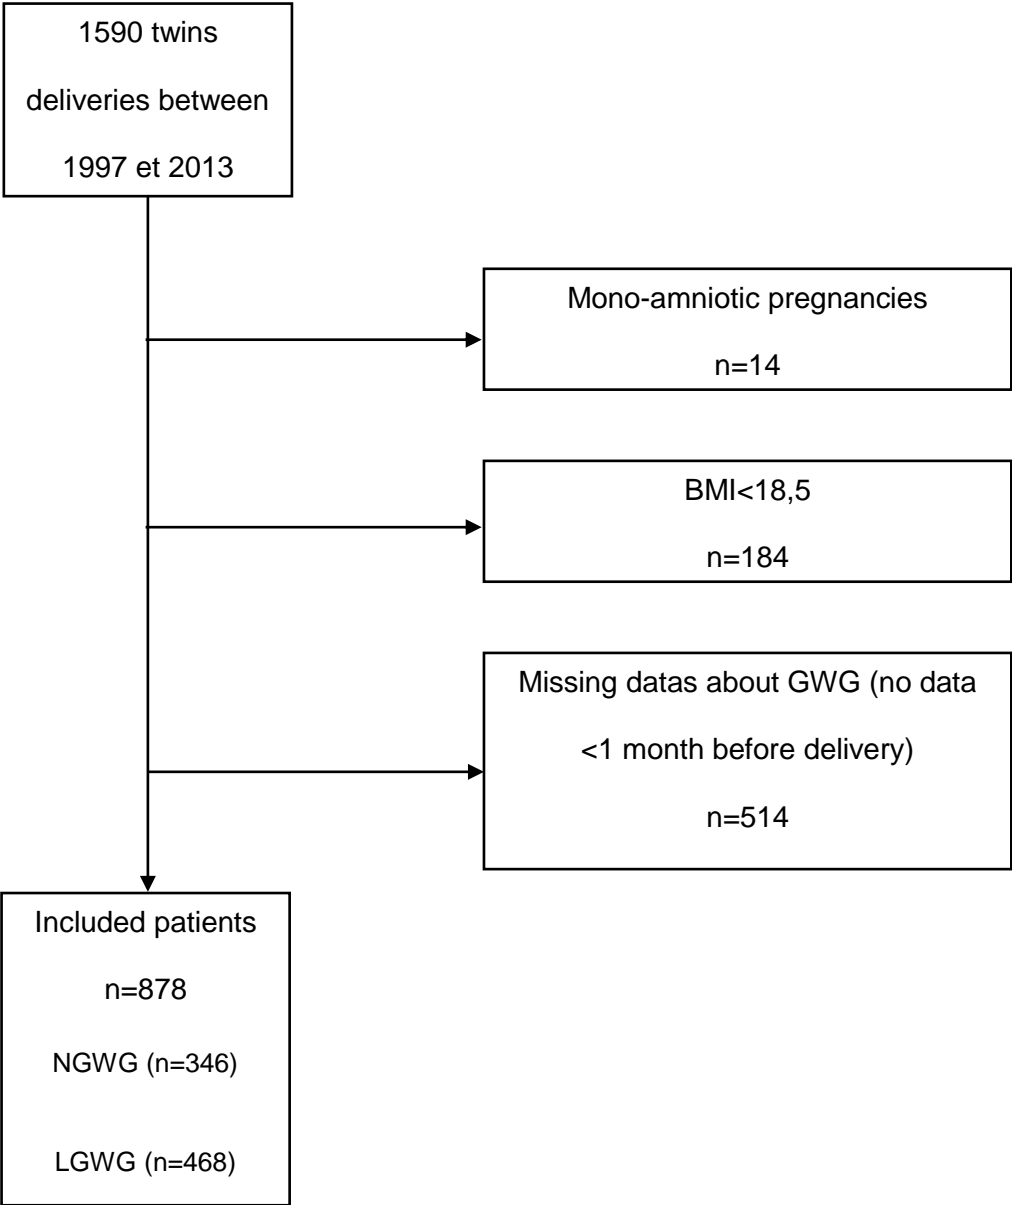 1590 twins
deliveries between
1997 et 2013
Mono-amniotic pregnancies
n=14
BMI<18,5
n=184
Missing datas about GWG (no data
<1 month before delivery)
n=514
Included patients
n=878
NGWG (n=346)
LGWG (n=468)